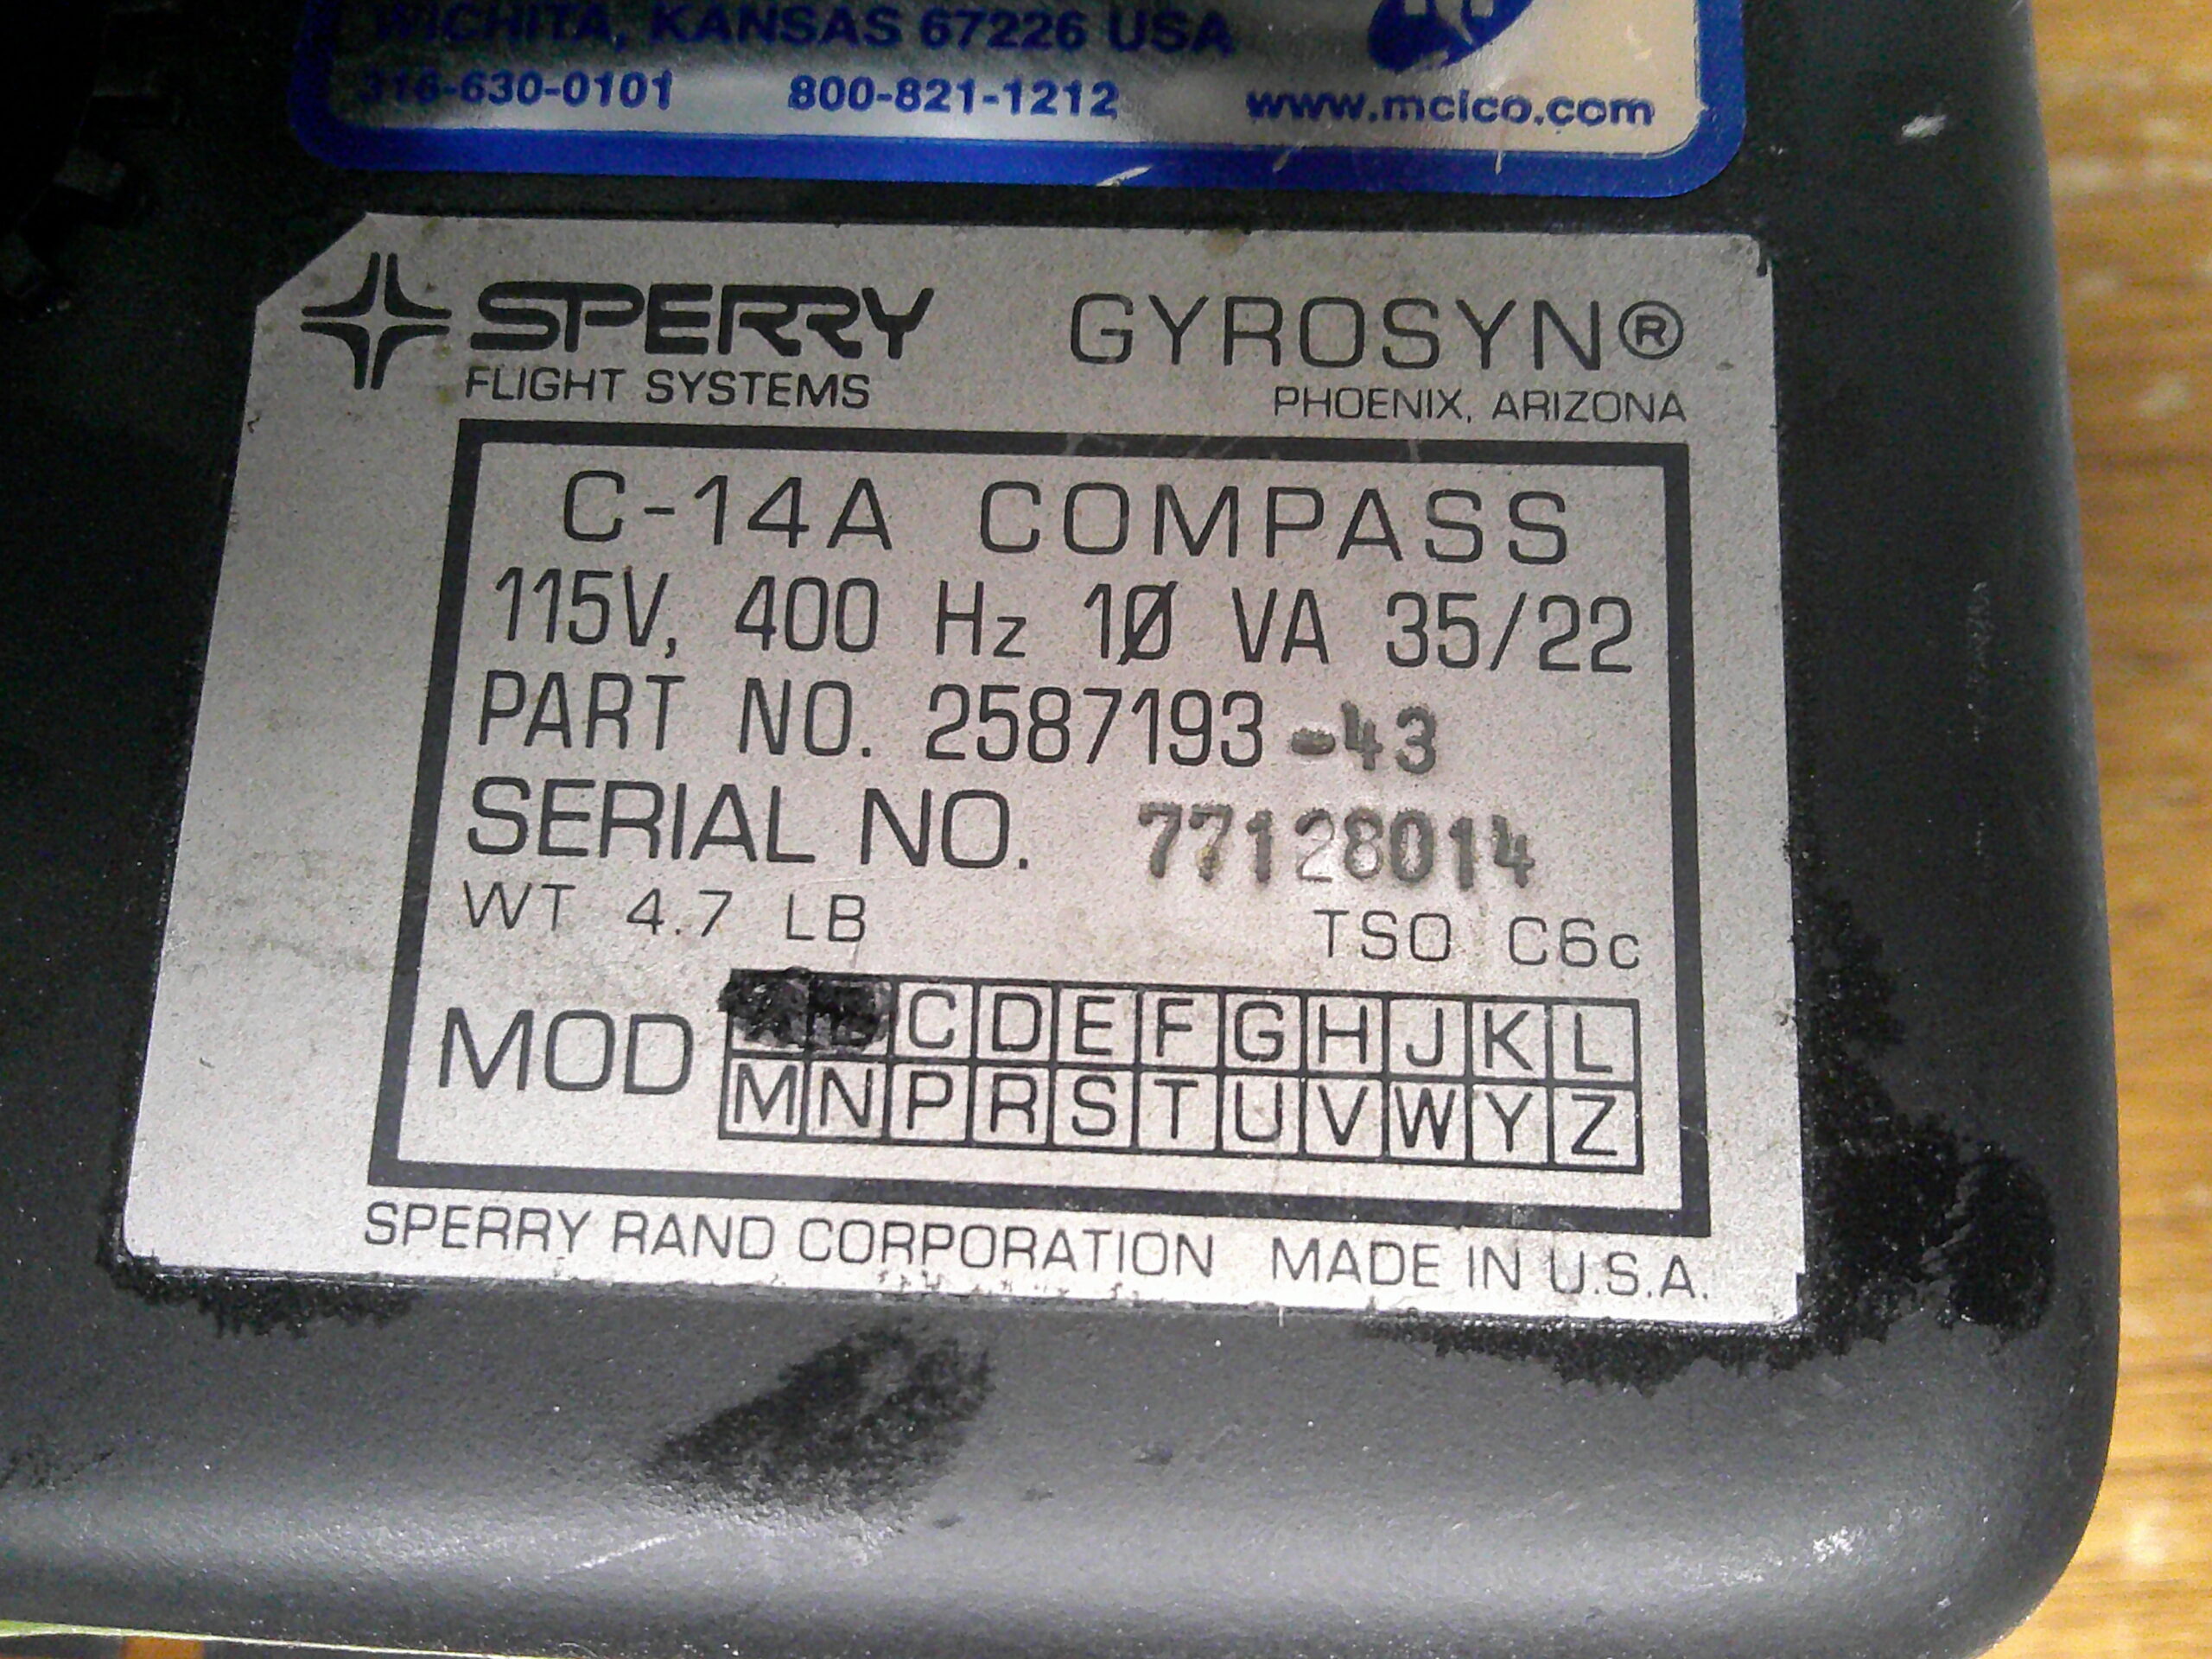 WICHITA, KANSAS 67226 USA
316-630-0101 800-821-1212 www.mcico.com
SPERRY GYROSYN®
FLIGHT SYSTEMS PHOENIX, ARIZONA
C-14A COMPASS
115V, 400 Hz 1Ø VA 35/22
PART NO. 2587193-43
SERIAL NO. 77128014
WT 4.7 LB TSO C6c
MOD
C D E F G H J K L
M N P R S T U V W Y Z
SPERRY RAND CORPORATION MADE IN U.S.A.